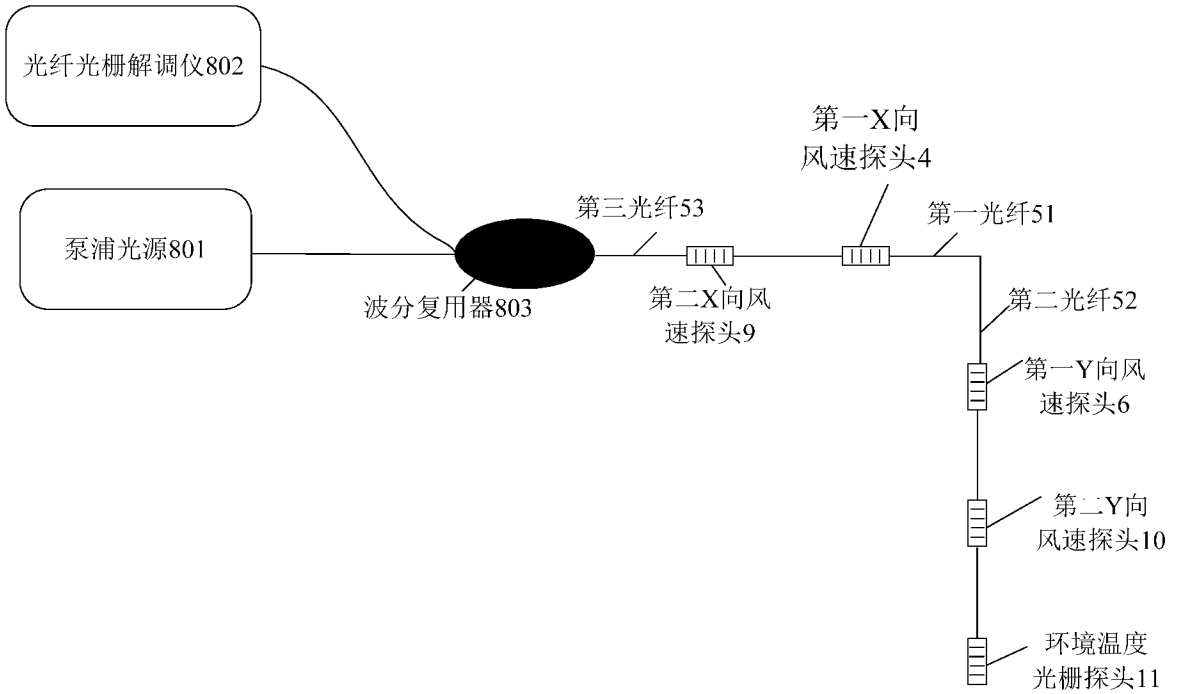 光纤光栅解调仪802
泵浦光源801
波分复用器803
第三光纤53
第二X向风
速探头9
第一X向
风速探头4
第一光纤51
第二光纤52
第一Y向风
速探头6
第二Y向
风速探头10
环境温度
光栅探头11